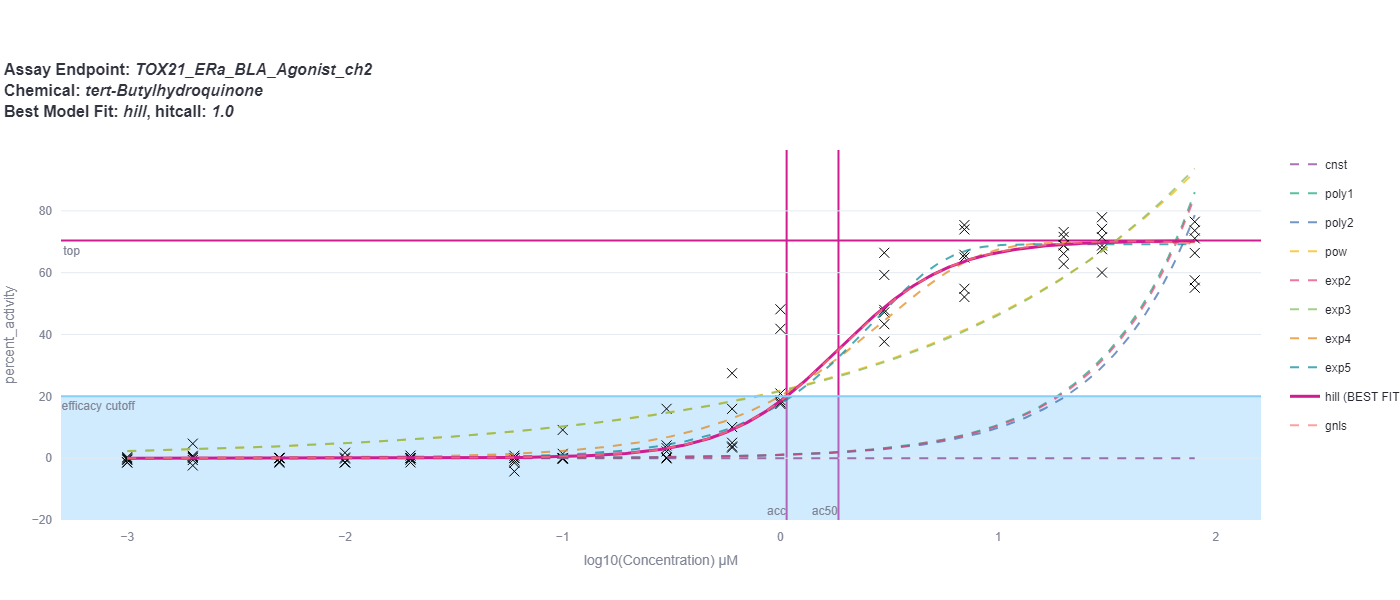 Assay Endpoint: TOX21_ERa_BLA_Agonist_ch2
Chemical: tert-Butylhydroquinone
Best Model Fit: hill, hitcall: 1.0
percent_activity
80
60
40
20
0
−20
top
efficacy cutoff
acc
ac50
−3
−2
−1
0
1
2
log10(Concentration) μM
cnst
poly1
poly2
pow
exp2
exp3
exp4
exp5
hill (BEST FIT
gnls